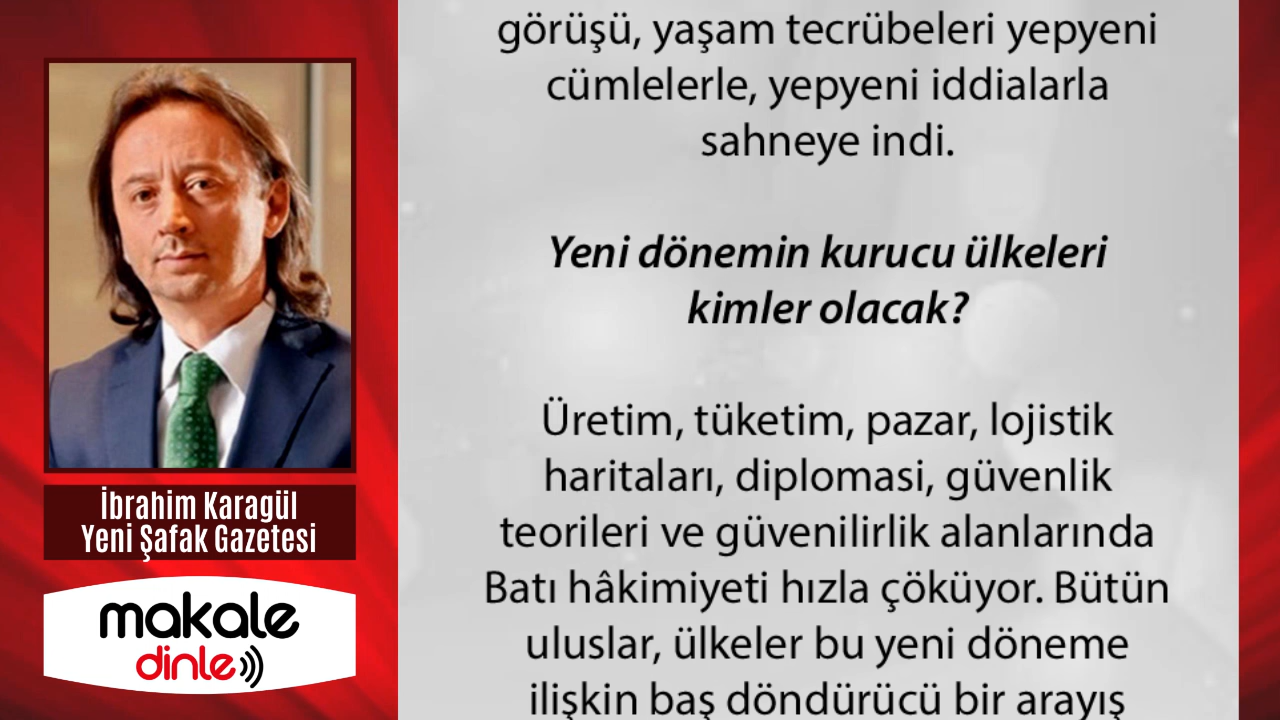 görüşü, yaşam tecrübeleri yepyeni
cümlelerle, yepyeni iddialarla
sahneye indi.
Yeni dönemin kurucu ülkeleri
kimler olacak?
Üretim, tüketim, pazar, lojistik
haritaları, diplomasi, güvenlik
teorileri ve güvenilirlik alanlarında
Batı hâkimiyeti hızla çöküyor. Bütün
uluslar, ülkeler bu yeni döneme
ilişkin baş döndürücü bir arayış
İbrahim Karagül
Yeni Şafak Gazetesi
makale
dinle